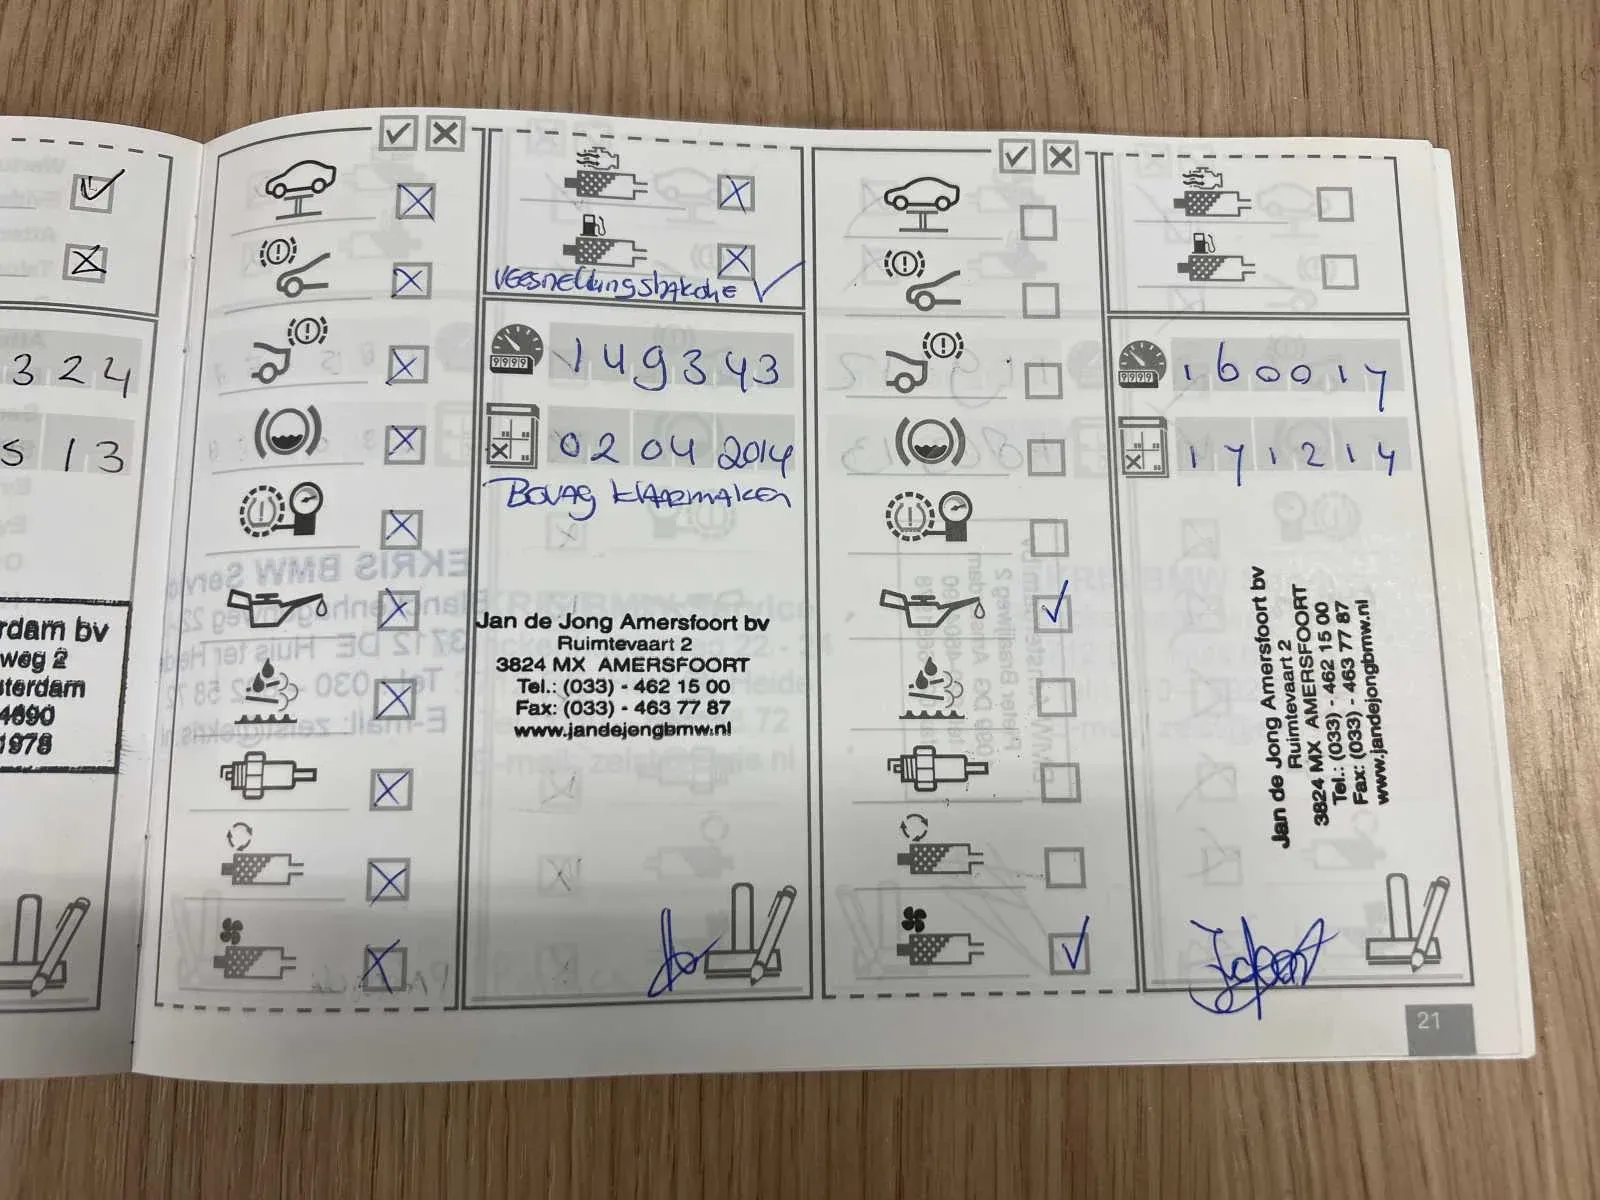 324
S 13
rdam bv
weg 2
sterdam
4690
1978
VERSNELLINGSBAKOLIE
149343
02 04 2014
BOVAG KLAARMAKEN
Jan de Jong Amersfoort bv
Ruimtevaart 2
3824 MX AMERSFOORT
Tel.: (033) - 462 15 00
Fax: (033) - 463 77 87
www.jandejongbmw.nl
160017
171214
Jan de Jong Amersfoort bv
Ruimtevaart 2
3824 MX AMERSFOORT
Tel.: (033) - 462 15 00
Fax: (033) - 463 77 87
www.jandejongbmw.nl
21